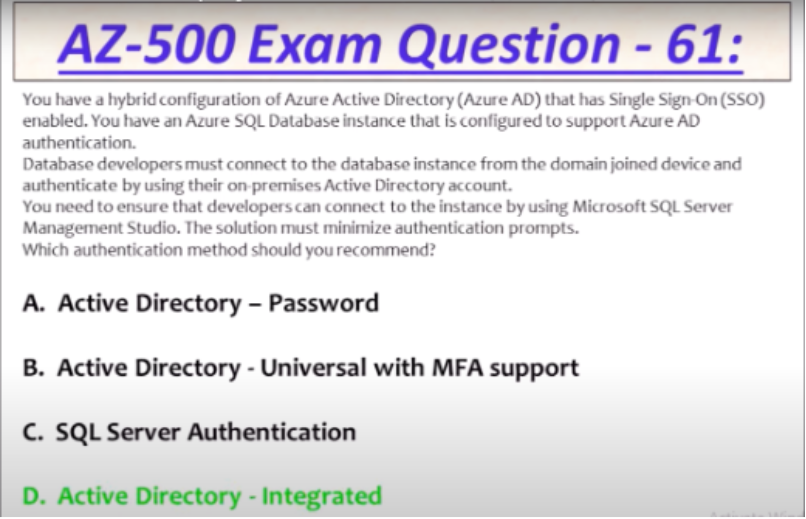 AZ-500 Exam Question - 61:
You have a hybrid configuration of Azure Active Directory (Azure AD) that has Single Sign-On (SSO)
enabled. You have an Azure SQL Database instance that is configured to support Azure AD
authentication.
Database developers must connect to the database instance from the domain joined device and
authenticate by using their on-premises Active Directory account.
You need to ensure that developers can connect to the instance by using Microsoft SQL Server
Management Studio. The solution must minimize authentication prompts.
Which authentication method should you recommend?
A. Active Directory – Password
B. Active Directory - Universal with MFA support
C. SQL Server Authentication
D. Active Directory - Integrated